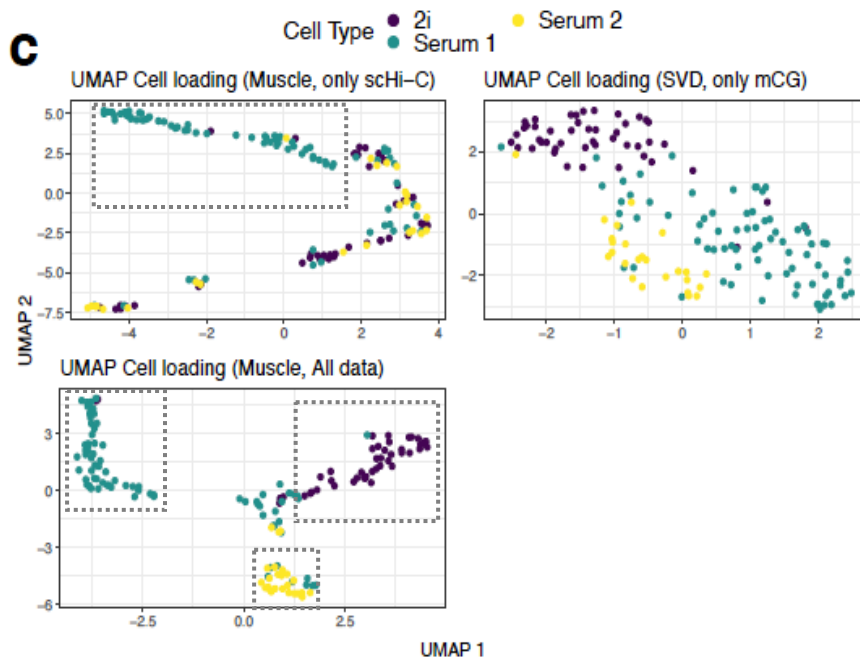 C
Cell Type
2i
Serum 2
Serum 1
UMAP Cell loading (Muscle, only scHi-C)
5.0
2.5
0.0
-2.5
-5.0
-7.5
-4 -2 0 2 4
UMAP Cell loading (SVD, only mCG)
2
0
-2
-2 -1 0 1 2
UMAP 2
UMAP Cell loading (Muscle, All data)
3
0
-3
-6
-2.5 0.0 2.5
UMAP 1